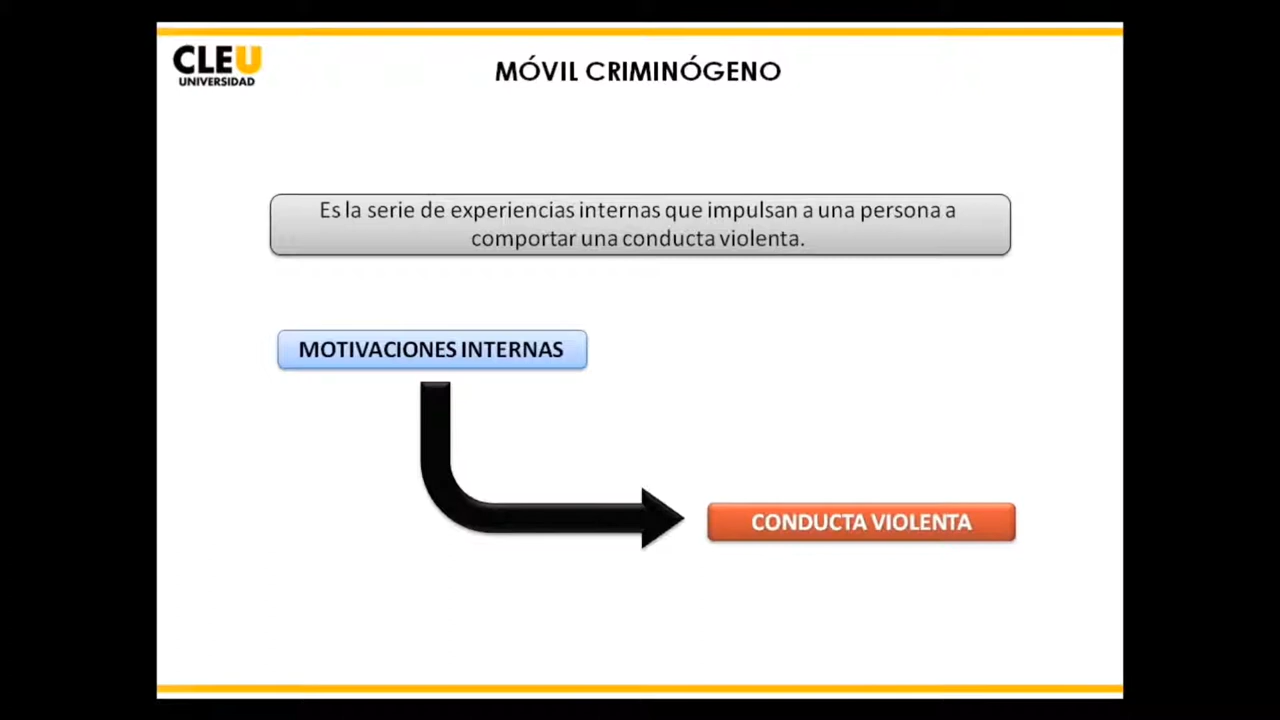 CLEU
UNIVERSIDAD
MÓVIL CRIMINÓGENO
Es la serie de experiencias internas que impulsan a una persona a
comportar una conducta violenta.
MOTIVACIONES INTERNAS
CONDUCTA VIOLENTA